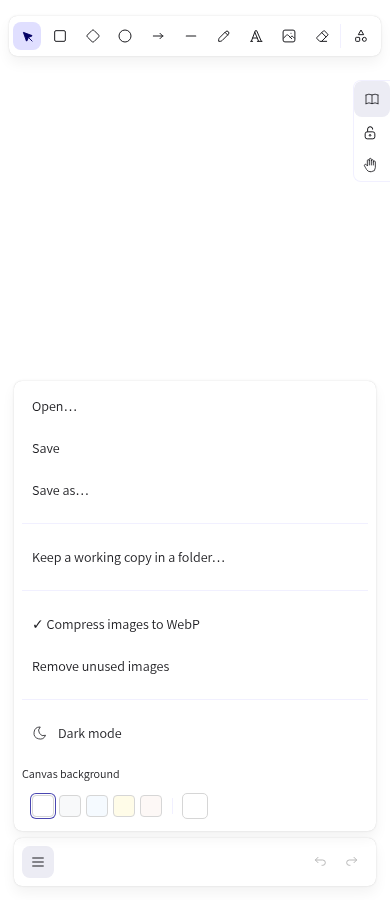 Open…
Save
Save as…
Keep a working copy in a folder…
✓ Compress images to WebP
Remove unused images
Dark mode
Canvas background